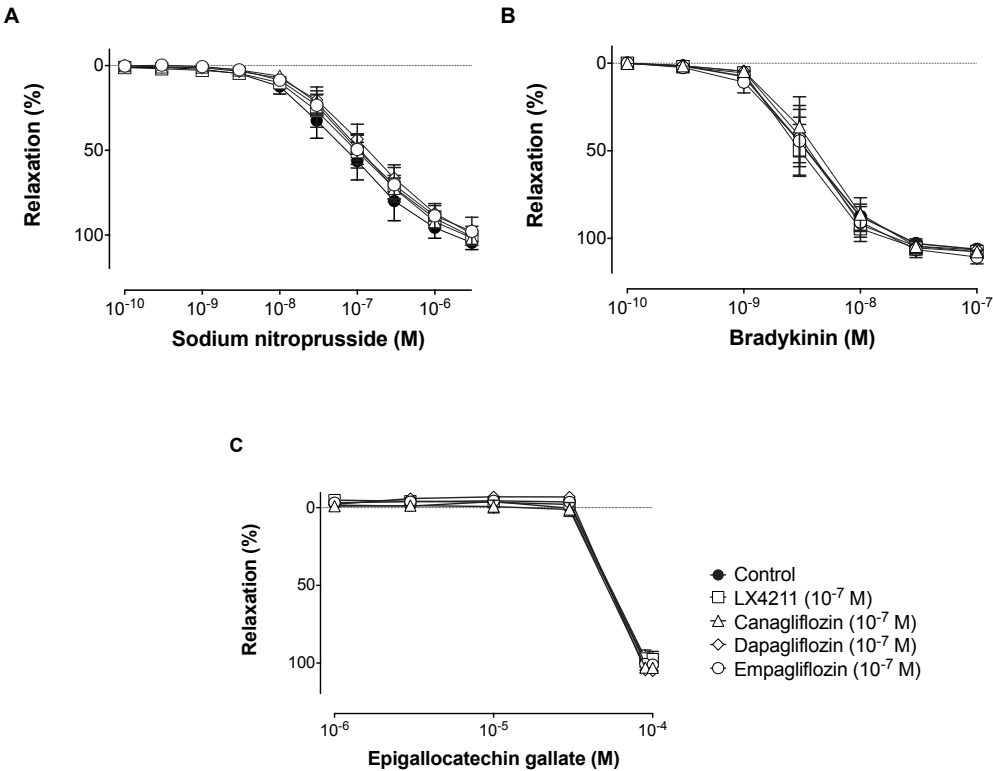 A
0
50
100
Relaxation (%)
10⁻¹⁰ 10⁻⁹ 10⁻⁸ 10⁻⁷ 10⁻⁶
Sodium nitroprusside (M)
B
0
50
100
Relaxation (%)
10⁻¹⁰ 10⁻⁹ 10⁻⁸ 10⁻⁷
Bradykinin (M)
C
0
50
100
Relaxation (%)
10⁻⁶ 10⁻⁵ 10⁻⁴
Epigallocatechin gallate (M)
Control
LX4211 (10⁻⁷ M)
Canagliflozin (10⁻⁷ M)
Dapagliflozin (10⁻⁷ M)
Empagliflozin (10⁻⁷ M)